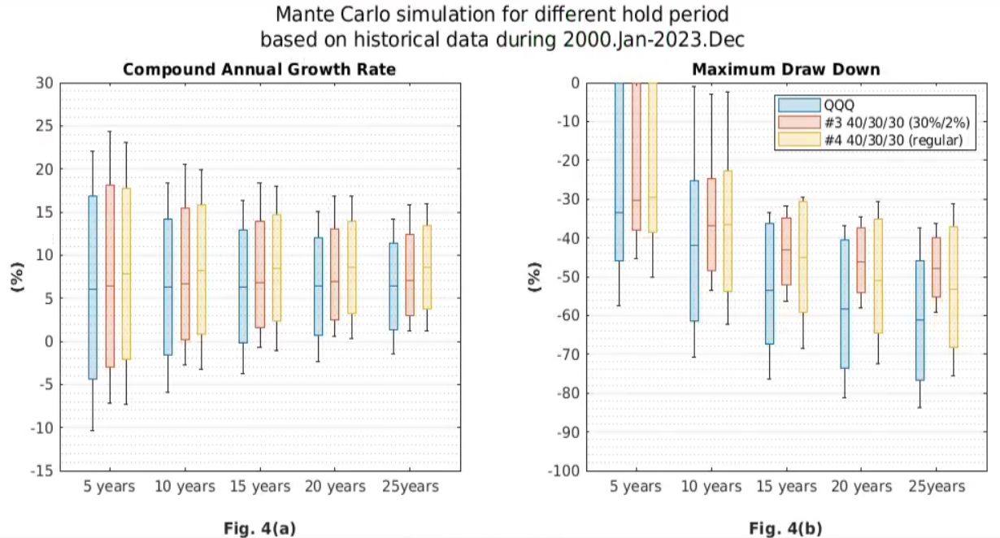 Mante Carlo simulation for different hold period
based on historical data during 2000.Jan-2023.Dec
Compound Annual Growth Rate
30
25
20
15
10
5
0
-5
-10
-15
(%)
5 years
10 years
15 years
20 years
25years
Fig. 4(a)
Maximum Draw Down
0
-10
-20
-30
-40
-50
-60
-70
-80
-90
-100
(%)
QQQ
#3 40/30/30 (30%/2%)
#4 40/30/30 (regular)
5 years
10 years
15 years
20 years
25years
Fig. 4(b)